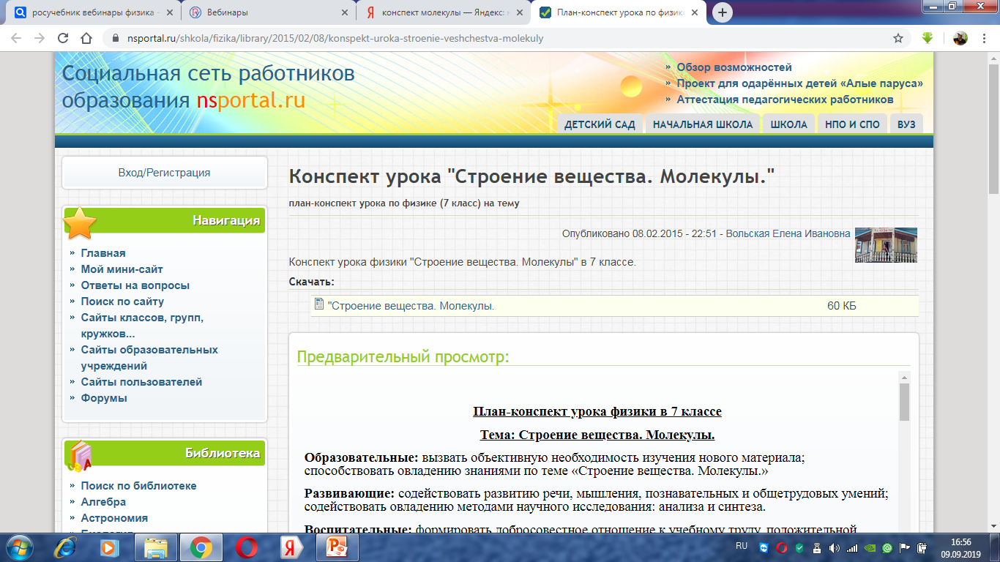 росучебник вебинары физика -
Вебинары
конспект молекулы — Яндекс: н
План-конспект урока по физике
nsportal.ru/shkola/fizika/library/2015/02/08/konspekt-uroka-stroenie-veshchestva-molekuly
Социальная сеть работников
образования nsportal.ru
» Обзор возможностей
» Проект для одарённых детей «Алые паруса»
» Аттестация педагогических работников
ДЕТСКИЙ САД
НАЧАЛЬНАЯ ШКОЛА
ШКОЛА
НПО И СПО
ВУЗ
Вход/Регистрация
Навигация
» Главная
» Мой мини-сайт
» Ответы на вопросы
» Поиск по сайту
» Сайты классов, групп,
кружков...
» Сайты образовательных
учреждений
» Сайты пользователей
» Форумы
Библиотека
» Поиск по библиотеке
» Алгебра
» Астрономия
Конспект урока "Строение вещества. Молекулы."
план-конспект урока по физике (7 класс) на тему
Опубликовано 08.02.2015 - 22:51 - Вольская Елена Ивановна
Конспект урока физики "Строение вещества. Молекулы" в 7 классе.
Скачать:
"Строение вещества. Молекулы.
60 КБ
Предварительный просмотр:
План-конспект урока физики в 7 классе
Тема: Строение вещества. Молекулы.
Образовательные: вызвать объективную необходимость изучения нового материала;
способствовать овладению знаниями по теме «Строение вещества. Молекулы.»
Развивающие: содействовать развитию речи, мышления, познавательных и общетрудовых умений;
содействовать овладению методами научного исследования: анализа и синтеза.
Воспитательные: формировать добросовестное отношение к учебному труду, положительной
RU
16:56
09.09.2019